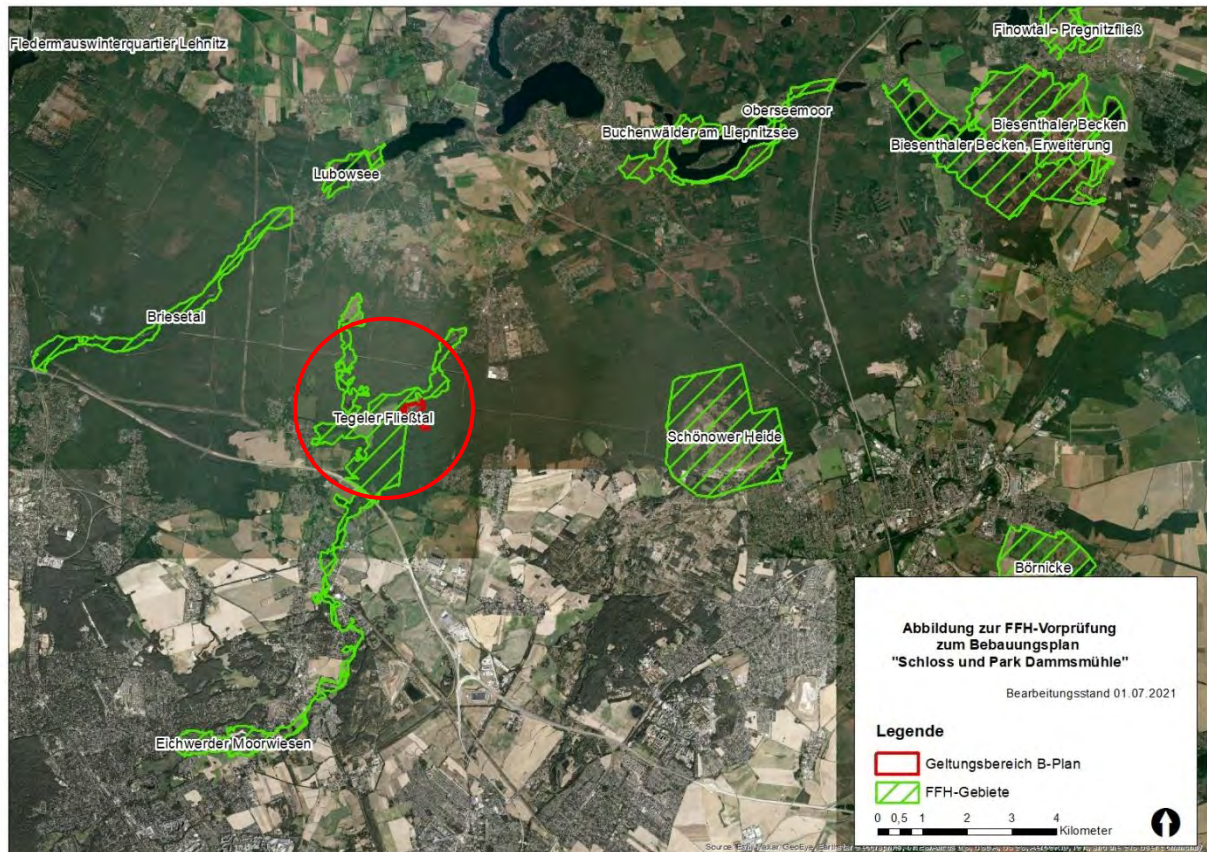 Fledermauswinterquartier Lehnitz
Finowtal - Pregnitzfließ
Oberseemoor
Buchenwälder am Liepnitzsee
Biesenthaler Becken
Biesenthaler Becken, Erweiterung
Lubowsee
Briesetal
Tegeler Fließtal
Schönower Heide
Börnicke
Eichwerder Moorwiesen
Abbildung zur FFH-Vorprüfung
zum Bebauungsplan
"Schloss und Park Dammsmühle"
Bearbeitungsstand 01.07.2021
Legende
Geltungsbereich B-Plan
FFH-Gebiete
0 0,5 1 2 3 4
Kilometer